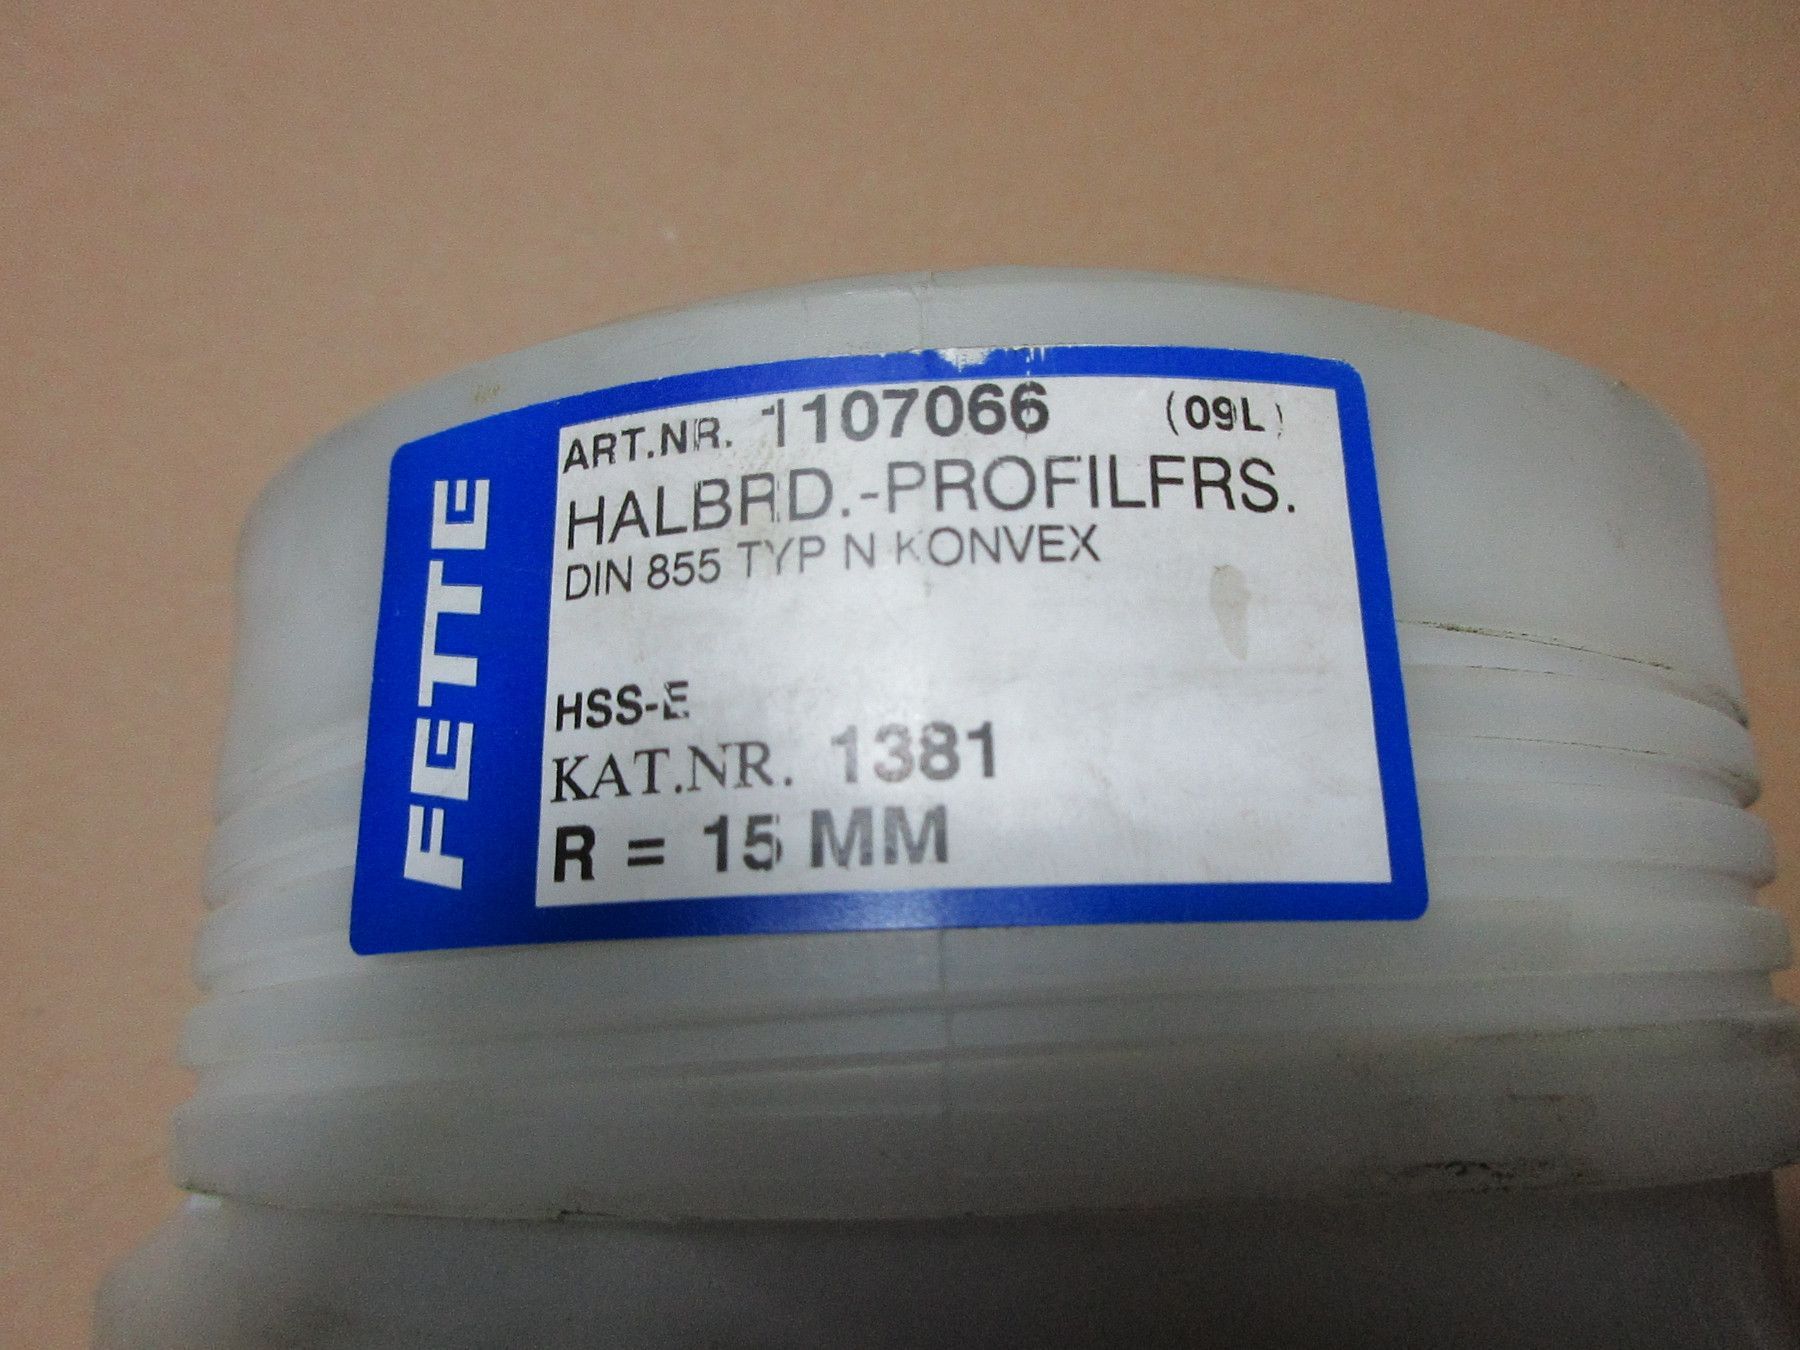 FETTE
ART.NR. 1107066 (09L)
HALBRD.-PROFILFRS.
DIN 855 TYP N KONVEX
HSS-E
KAT.NR. 1381
R = 15 MM